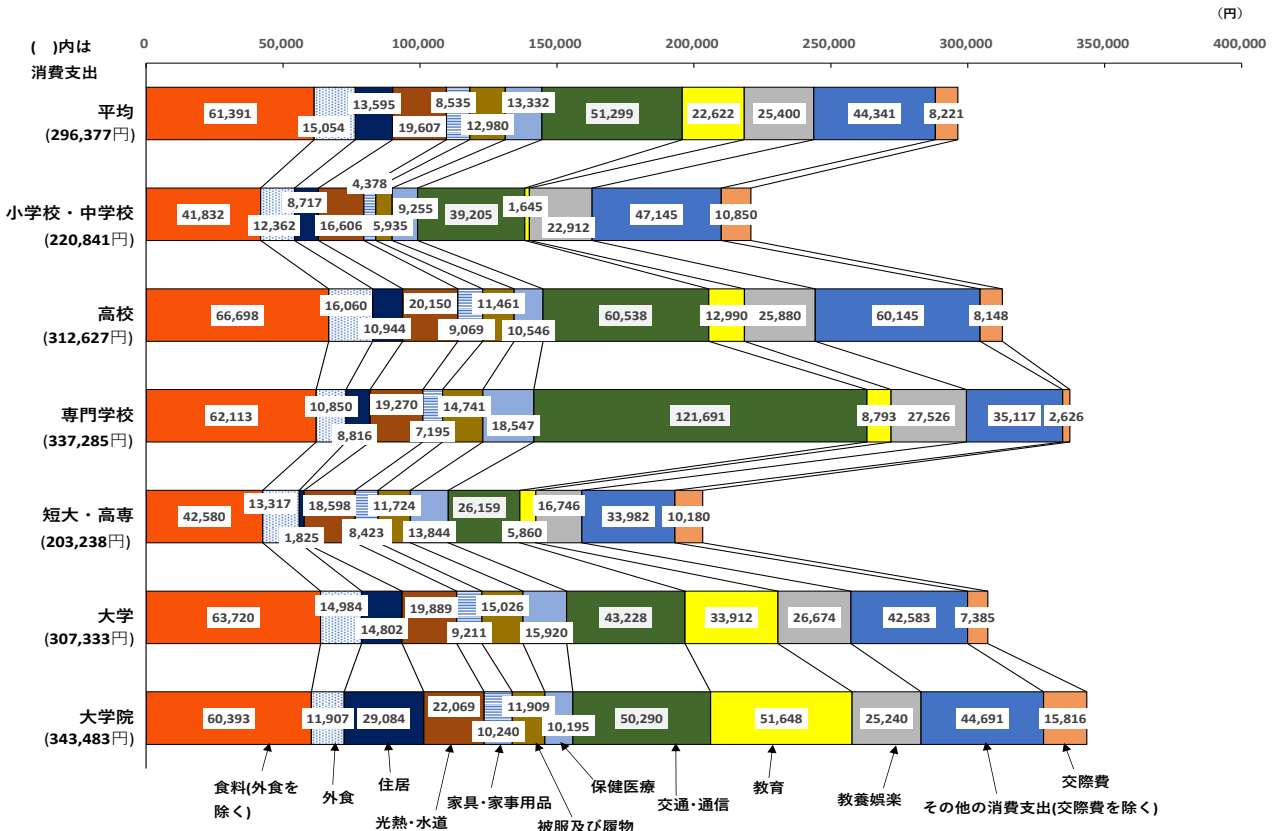 (円)
( )内は
消費支出
0 50,000 100,000 150,000 200,000 250,000 300,000 350,000 400,000
平均
(296,377円)
61,391 15,054 13,595 19,607 8,535 12,980 13,332 51,299 22,622 25,400 44,341 8,221
小学校・中学校
(220,841円)
41,832 12,362 8,717 16,606 4,378 5,935 9,255 39,205 1,645 22,912 47,145 10,850
高校
(312,627円)
66,698 16,060 10,944 20,150 9,069 11,461 10,546 60,538 12,990 25,880 60,145 8,148
専門学校
(337,285円)
62,113 10,850 8,816 19,270 7,195 14,741 18,547 121,691 8,793 27,526 35,117 2,626
短大・高専
(203,238円)
42,580 13,317 1,825 18,598 8,423 11,724 13,844 26,159 5,860 16,746 33,982 10,180
大学
(307,333円)
63,720 14,984 14,802 19,889 9,211 15,026 15,920 43,228 33,912 26,674 42,583 7,385
大学院
(343,483円)
60,393 11,907 29,084 22,069 10,240 11,909 10,195 50,290 51,648 25,240 44,691 15,816
食料(外食を
除く)
外食
住居
光熱・水道
家具・家事用品
被服及び履物
保健医療
交通・通信
教育
教養娯楽
その他の消費支出(交際費を除く)
交際費